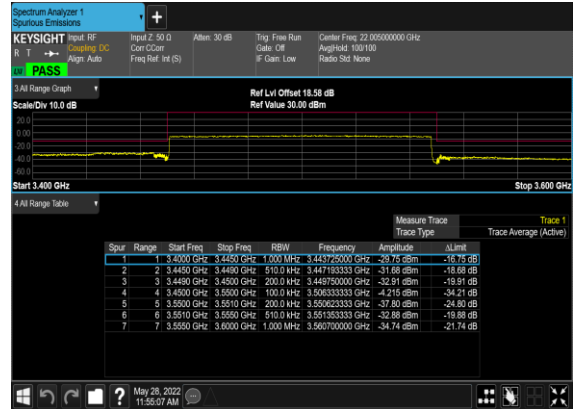 Spectrum Analyzer 1
Spurious Emissions
KEYSIGHT Input: RF Input Z: 50 Ω Atten: 30 dB Trig: Free Run Center Freq: 22.005000000 GHz
R T Coupling: DC Corr CCorr Gate: Off Avg|Hold: 100/100
Align: Auto Freq Ref: Int (S) IF Gain: Low Radio Std: None
PASS
3 All Range Graph
Ref Lvl Offset 18.58 dB
Scale/Div 10.0 dB Ref Value 30.00 dBm
20.0
0.00
-20.0
-40.0
-60.0
Start 3.400 GHz Stop 3.600 GHz
4 All Range Table
Measure Trace Trace 1
Trace Type Trace Average (Active)
Spur Range Start Freq Stop Freq RBW Frequency Amplitude ΔLimit
1 1 3.4000 GHz 3.4450 GHz 1.000 MHz 3.443725000 GHz -29.75 dBm -16.75 dB
2 2 3.4450 GHz 3.4490 GHz 510.0 kHz 3.447193333 GHz -31.68 dBm -18.68 dB
3 3 3.4490 GHz 3.4500 GHz 200.0 kHz 3.449750000 GHz -32.91 dBm -19.91 dB
4 4 3.4500 GHz 3.5500 GHz 100.0 kHz 3.506333333 GHz -4.215 dBm -34.21 dB
5 5 3.5500 GHz 3.5510 GHz 200.0 kHz 3.550623333 GHz -37.80 dBm -24.80 dB
6 6 3.5510 GHz 3.5550 GHz 510.0 kHz 3.551353333 GHz -32.88 dBm -19.88 dB
7 7 3.5550 GHz 3.6000 GHz 1.000 MHz 3.560700000 GHz -34.74 dBm -21.74 dB
May 28, 2022
11:55:07 AM